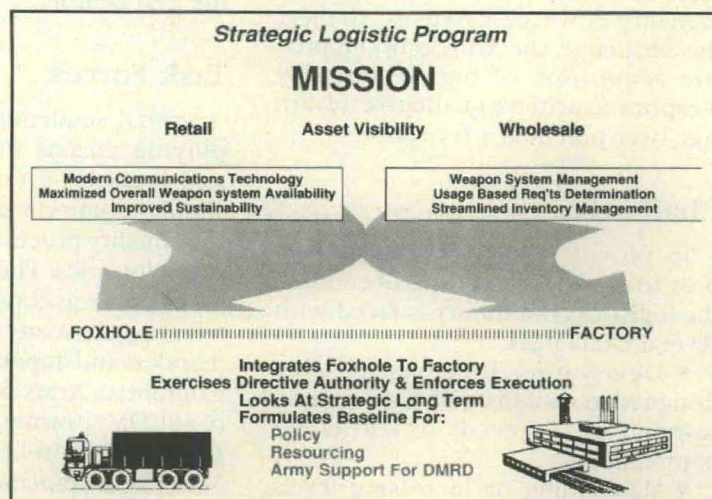 Strategic Logistic Program
MISSION
Retail Asset Visibility Wholesale
Modern Communications Technology
Maximized Overall Weapon system Availability
Improved Sustainability
Weapon System Management
Usage Based Req'ts Determination
Streamlined Inventory Management
FOXHOLE FACTORY
Integrates Foxhole To Factory
Exercises Directive Authority & Enforces Execution
Looks At Strategic Long Term
Formulates Baseline For:
Policy
Resourcing
Army Support For DMRD